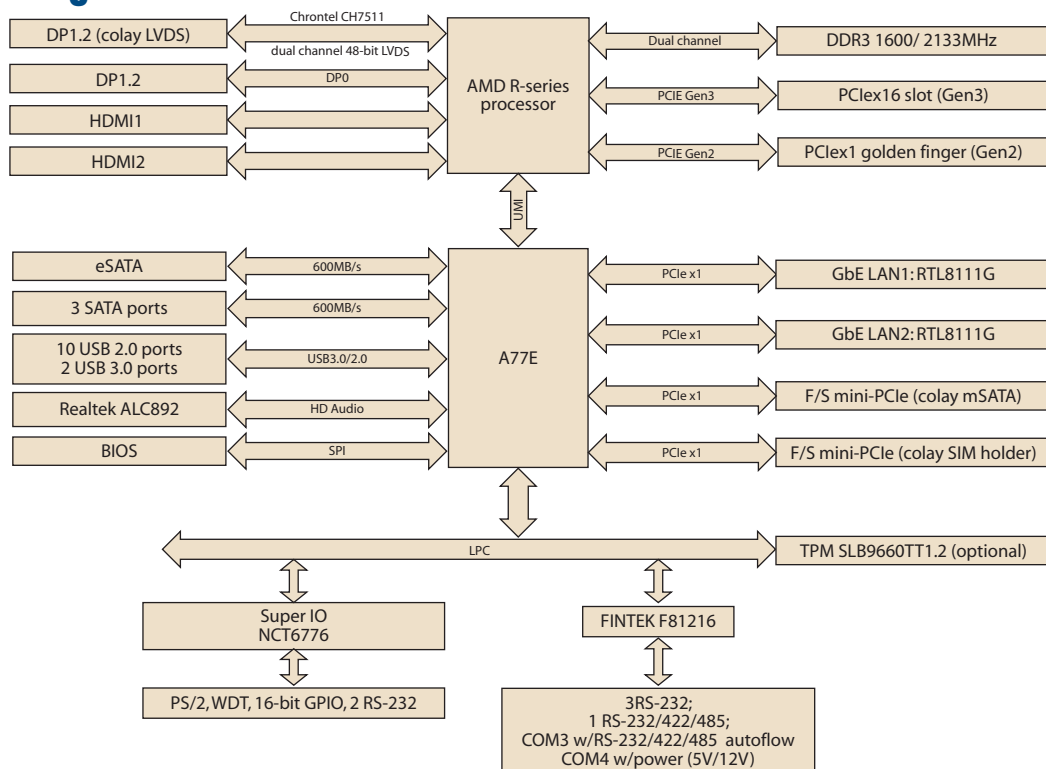 DP1.2 (colay LVDS)
Chrontel CH7511
dual channel 48-bit LVDS
DP1.2
DP0
HDMI1
HDMI2
AMD R-series
processor
Dual channel
DDR3 1600/ 2133MHz
PCIE Gen3
PCIex16 slot (Gen3)
PCIE Gen2
PCIex1 golden finger (Gen2)
UMI
eSATA
600MB/s
3 SATA ports
600MB/s
10 USB 2.0 ports
2 USB 3.0 ports
USB3.0/2.0
Realtek ALC892
HD Audio
BIOS
SPI
A77E
PCIe x1
GbE LAN1: RTL8111G
PCIe x1
GbE LAN2: RTL8111G
PCIe x1
F/S mini-PCIe (colay mSATA)
PCIe x1
F/S mini-PCIe (colay SIM holder)
LPC
TPM SLB9660TT1.2 (optional)
Super IO
NCT6776
FINTEK F81216
PS/2, WDT, 16-bit GPIO, 2 RS-232
3RS-232;
1 RS-232/422/485;
COM3 w/RS-232/422/485 autoflow
COM4 w/power (5V/12V)